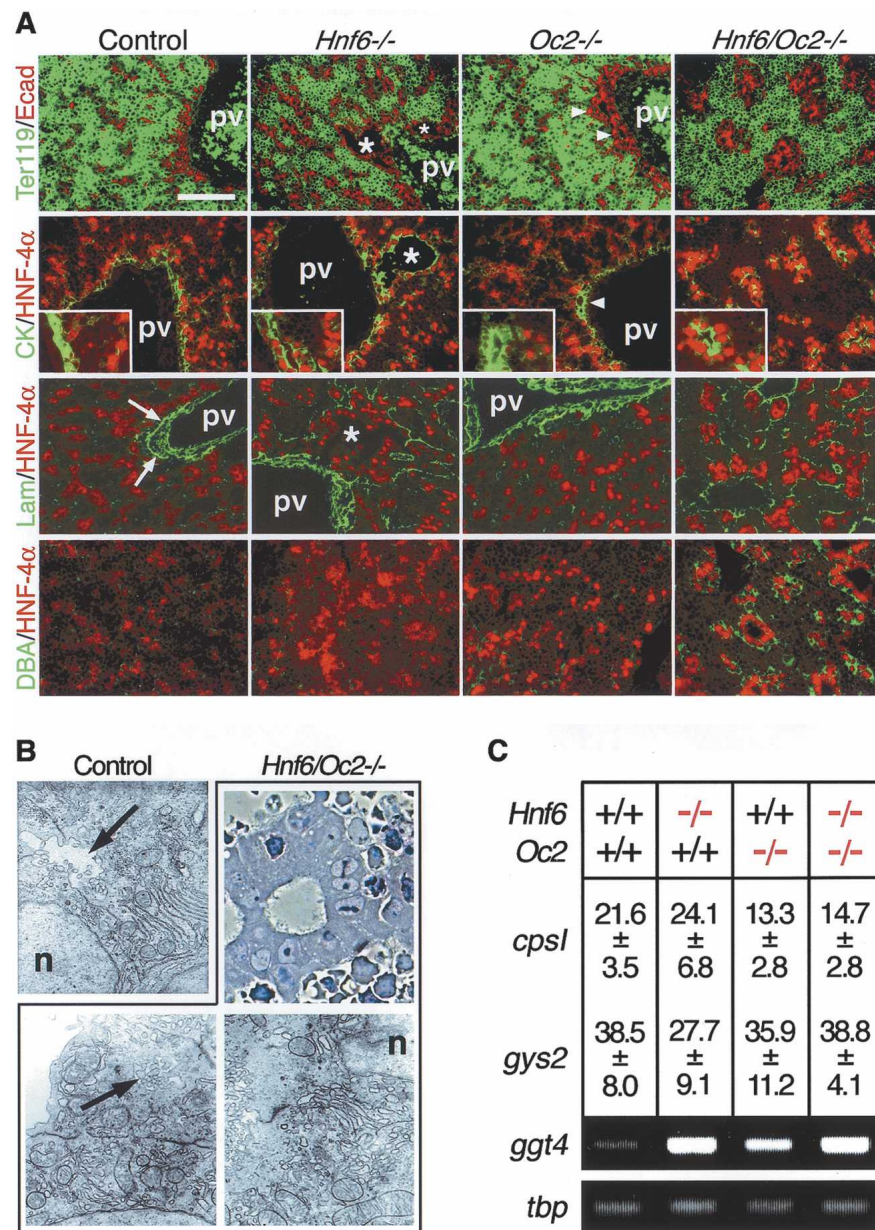 A
Control
Hnf6-/-
Oc2-/-
Hnf6/Oc2-/-
Ter119/Ecad
pv
*
*
pv
pv
CK/HNF-4α
pv
pv
*
pv
Lam/HNF-4α
pv
*
pv
pv
DBA/HNF-4α
B
Control
Hnf6/Oc2-/-
n
n
C
Hnf6 +/+ -/- +/+ -/-
Oc2 +/+ +/+ -/- -/-
cpsI 21.6 ± 3.5 24.1 ± 6.8 13.3 ± 2.8 14.7 ± 2.8
gys2 38.5 ± 8.0 27.7 ± 9.1 35.9 ± 11.2 38.8 ± 4.1
ggt4
tbp